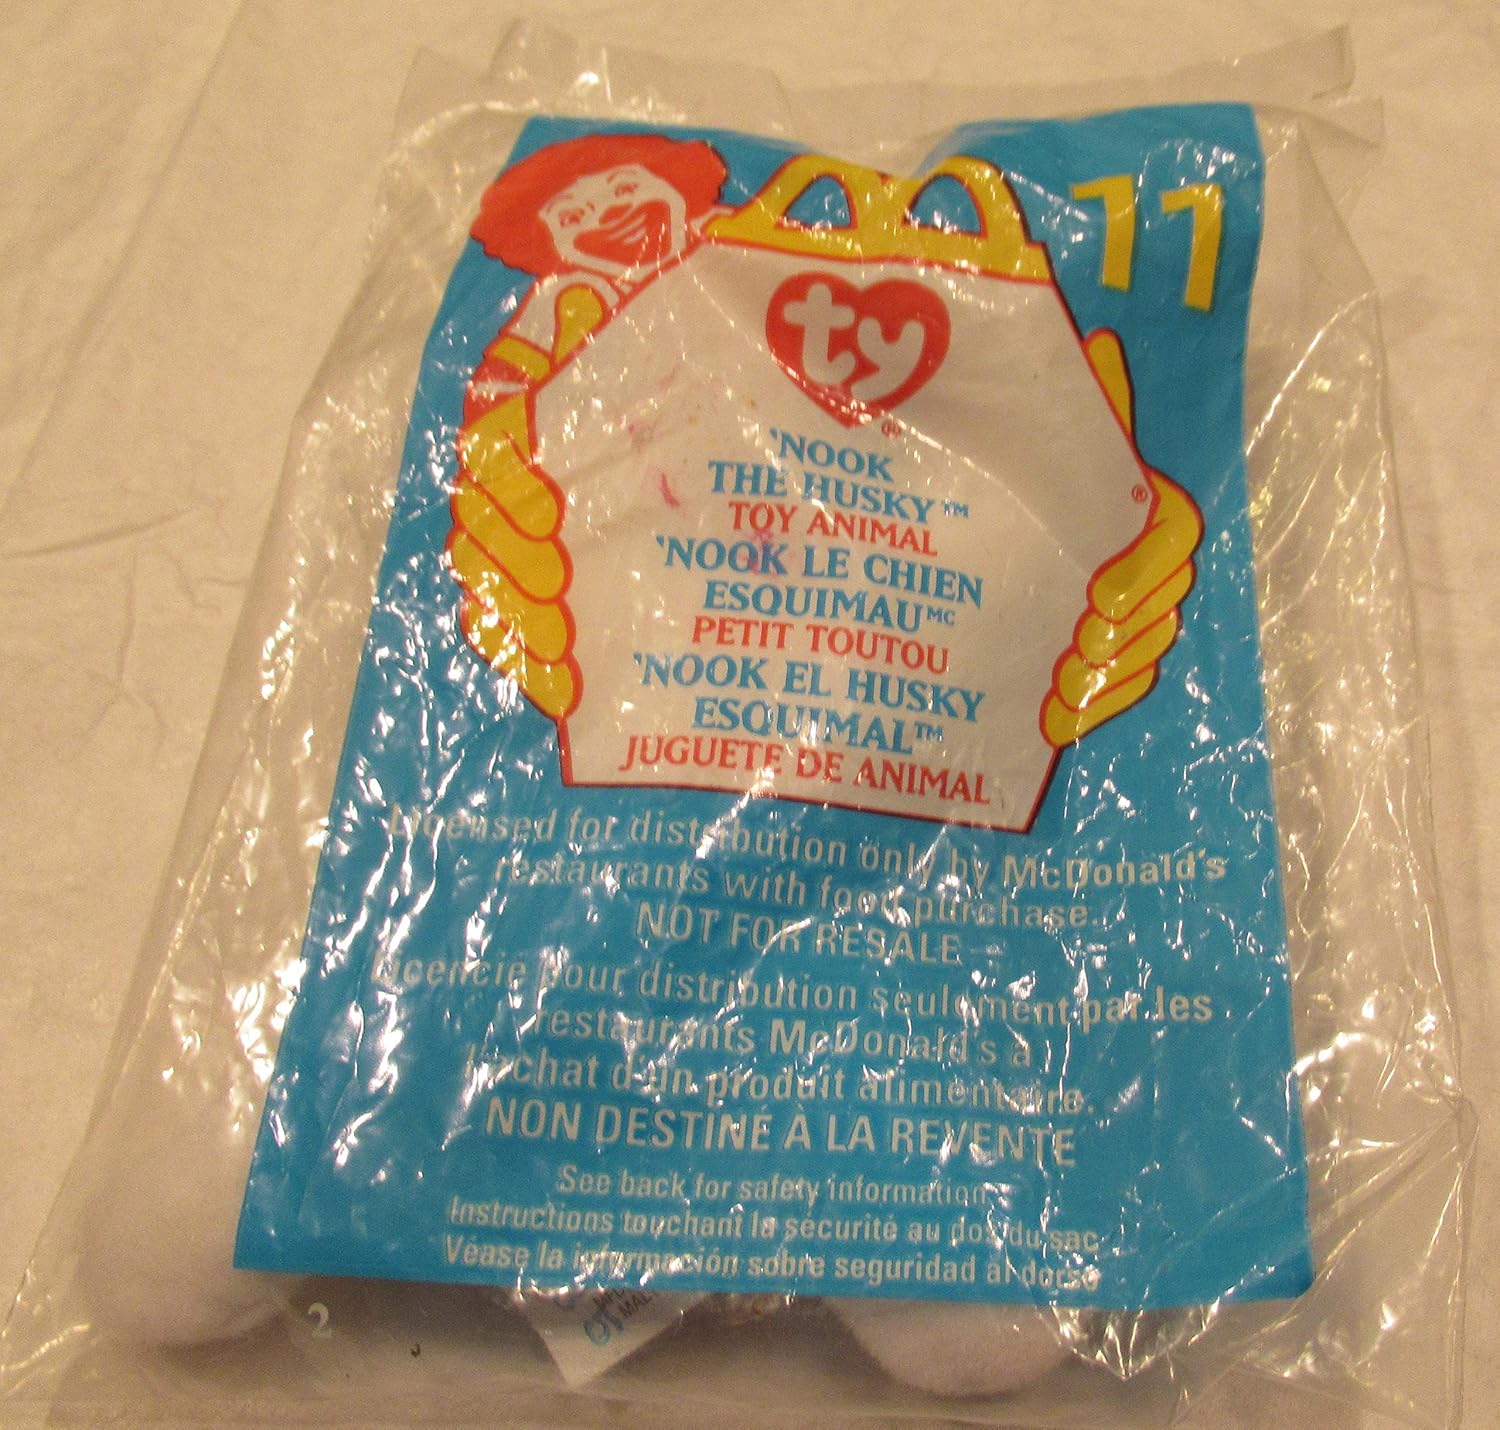 11
ty
®
'NOOK
THE HUSKY™
TOY ANIMAL
'NOOK LE CHIEN
ESQUIMAU MC
PETIT TOUTOU
'NOOK EL HUSKY
ESQUIMAL™
JUGUETE DE ANIMAL
®
Licensed for distribution only by McDonald's
restaurants with food purchase.
NOT FOR RESALE
Licencié pour distribution seulement par les
restaurants McDonald's à
l'achat d'un produit alimentaire.
NON DESTINÉ À LA REVENTE
See back for safety information
Instructions touchant la sécurité au dos du sac
Véase la información sobre seguridad al dorso
2